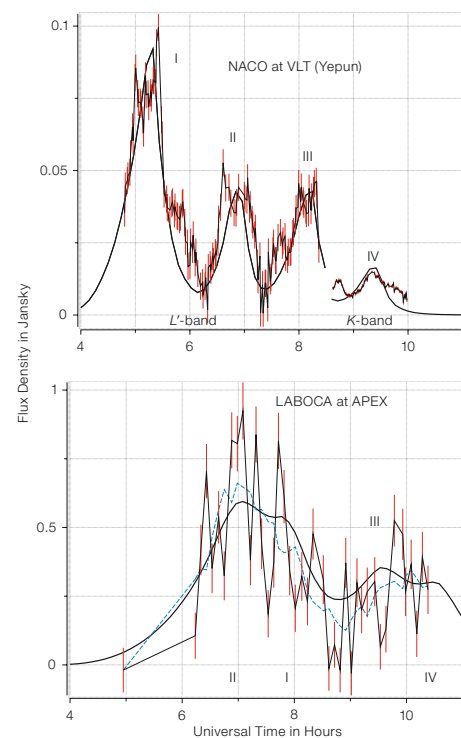 0.1
I
NACO at VLT (Yepun)
II
III
0.05
IV
0
L′-band
K-band
4
6
8
10
Flux Density in Jansky
1
LABOCA at APEX
III
0.5
0
II
I
IV
4
6
8
10
Universal Time in Hours